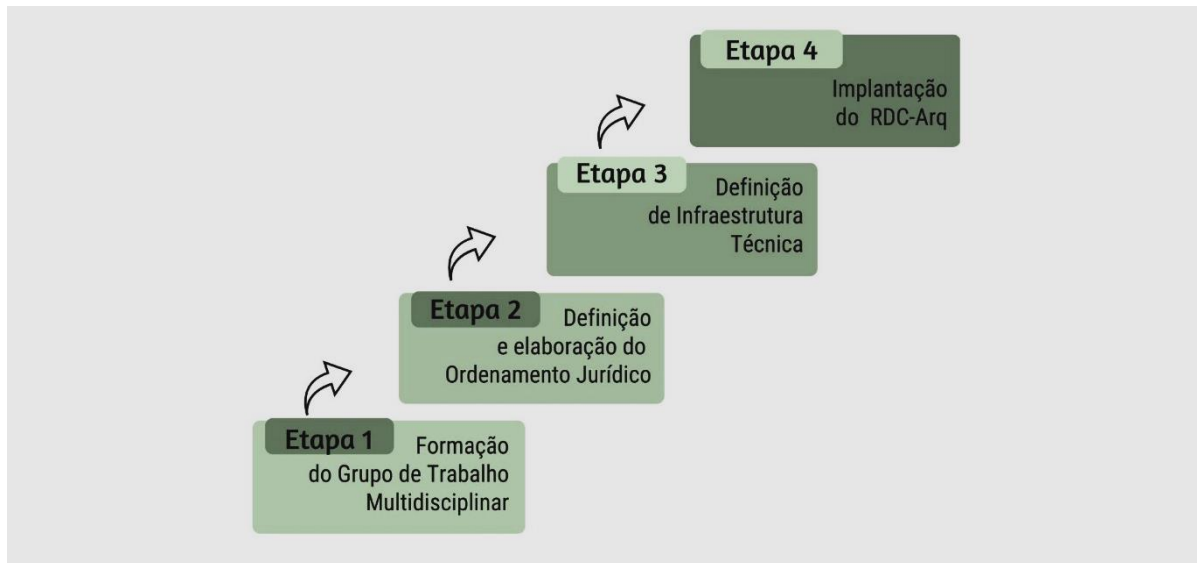 Etapa 4
Implantação
do RDC-Arq
Etapa 3
Definição
de Infraestrutura
Técnica
Etapa 2
Definição
e elaboração do
Ordenamento Jurídico
Etapa 1
Formação
do Grupo de Trabalho
Multidisciplinar